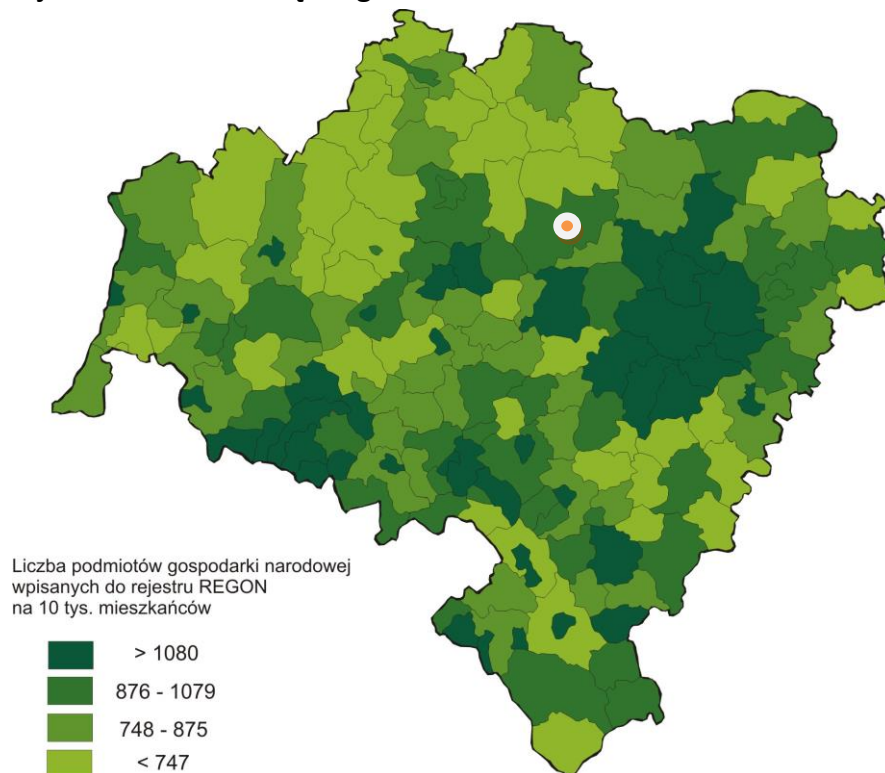 Liczba podmiotów gospodarki narodowej
wpisanych do rejestru REGON
na 10 tys. mieszkańców
> 1080
876 - 1079
748 - 875
< 747